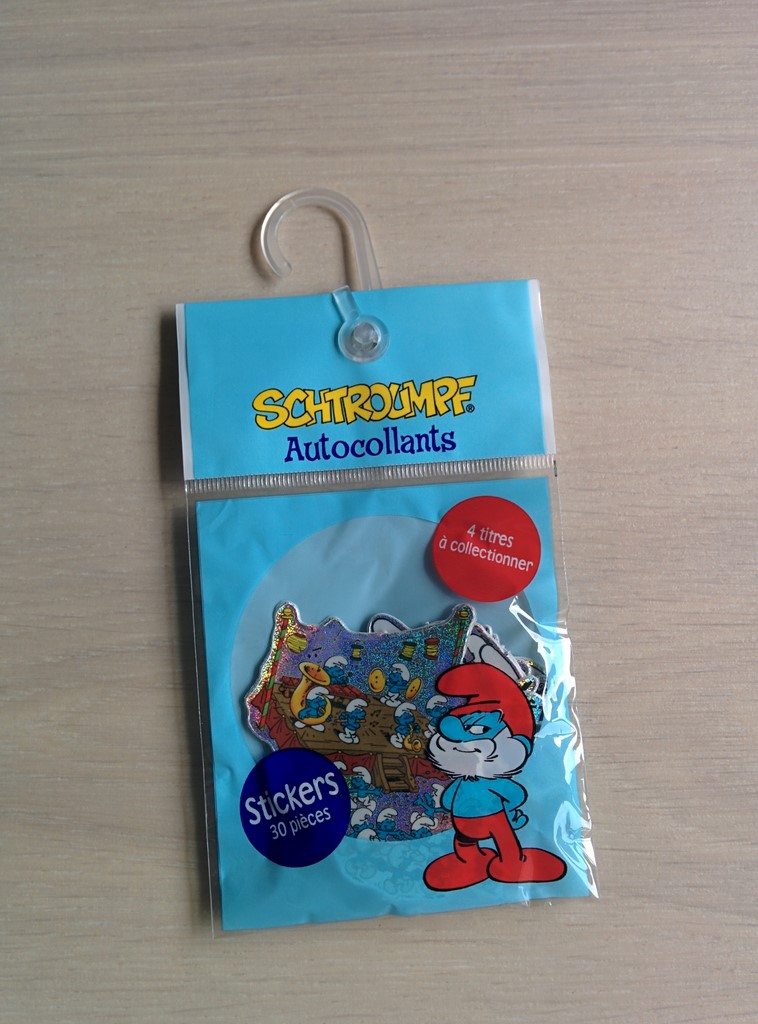 SCHTROUMPF®
Autocollants
4 titres
à collectionner
Stickers
30 pièces